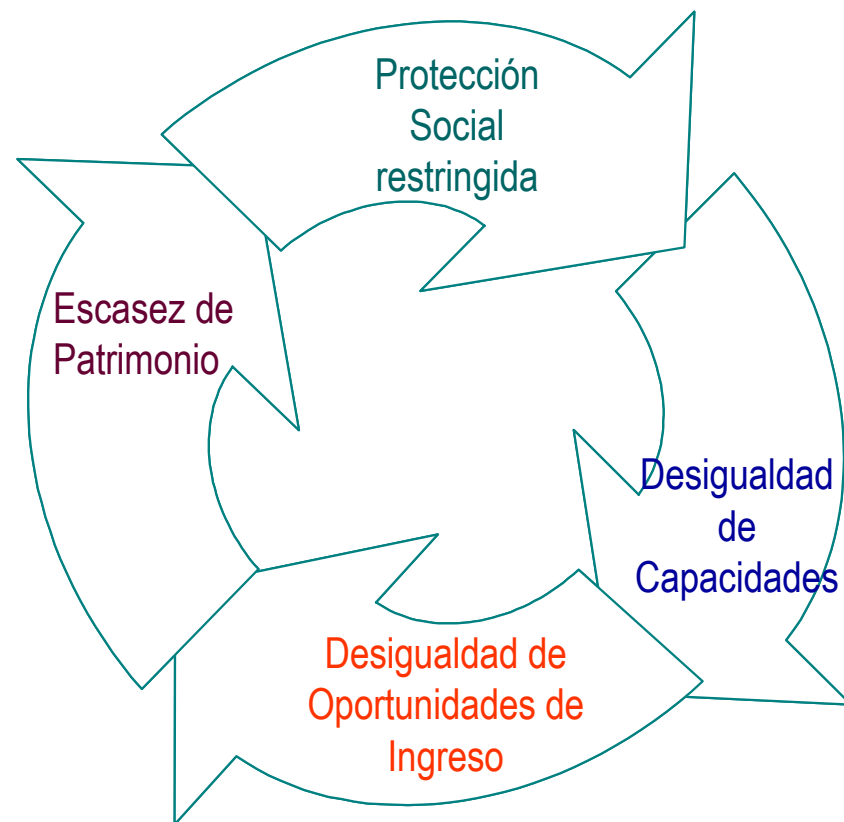 Protección
Social
restringida
Escasez de
Patrimonio
Desigualdad
de
Capacidades
Desigualdad de
Oportunidades de
Ingreso